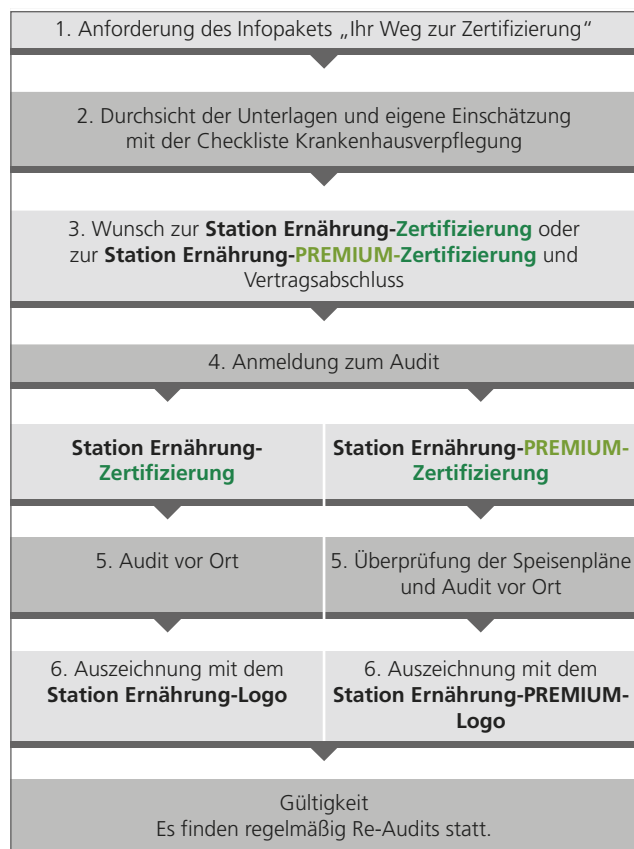 1. Anforderung des Infopakets „Ihr Weg zur Zertifizierung“
2. Durchsicht der Unterlagen und eigene Einschätzung
mit der Checkliste Krankenhausverpflegung
3. Wunsch zur Station Ernährung-Zertifizierung oder
zur Station Ernährung-PREMIUM-Zertifizierung und
Vertragsabschluss
4. Anmeldung zum Audit
Station Ernährung-
Zertifizierung
Station Ernährung-PREMIUM-
Zertifizierung
5. Audit vor Ort
5. Überprüfung der Speisenpläne
und Audit vor Ort
6. Auszeichnung mit dem
Station Ernährung-Logo
6. Auszeichnung mit dem
Station Ernährung-PREMIUM-
Logo
Gültigkeit
Es finden regelmäßig Re-Audits statt.